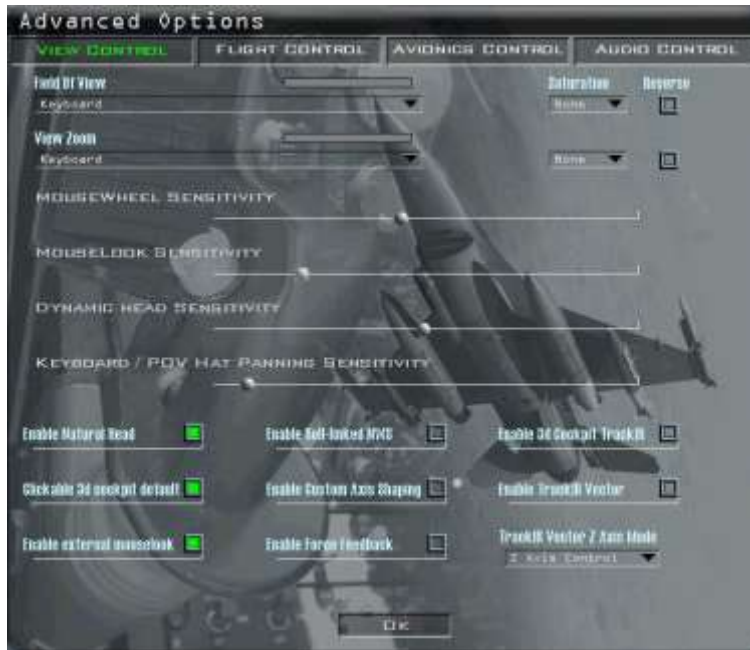 Advanced Options
VIEW CONTROL FLIGHT CONTROL AVIONICS CONTROL AUDIO CONTROL
Field Of View Saturation Reverse
Keyboard None
View Zoom
Keyboard None
MOUSEWHEEL SENSITIVITY
MOUSELOOK SENSITIVITY
DYNAMIC HEAD SENSITIVITY
KEYBOARD / POV HAT PANNING SENSITIVITY
Enable Natural Head Enable Roll-linked NWS Enable 3d Cockpit TrackIR
Clickable 3d cockpit default Enable Custom Axis Shaping Enable TrackIR Vector
Enable external mouselook Enable Force Feedback TrackIR Vector Z Axis Mode
Z Axis Control
OK